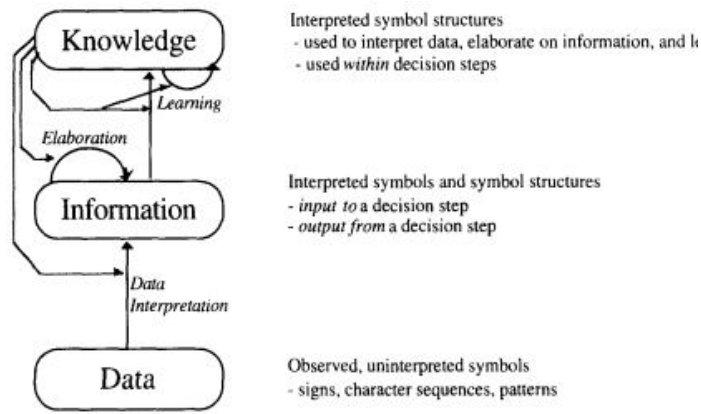 Knowledge
Interpreted symbol structures
- used to interpret data, elaborate on information, and
- used within decision steps
Learning
Elaboration
Information
Interpreted symbols and symbol structures
- input to a decision step
- output from a decision step
Data
Interpretation
Data
Observed, uninterpreted symbols
- signs, character sequences, patterns